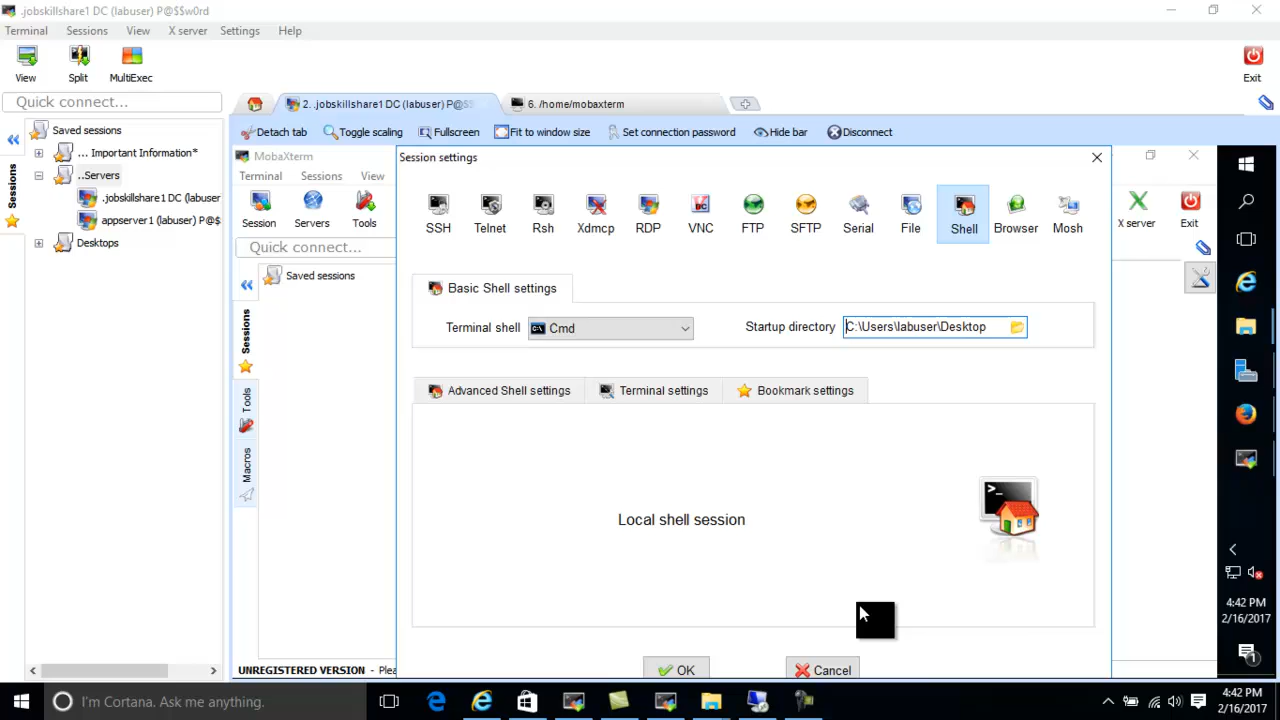 .jobskillshare1 DC (labuser) P@$$w0rd
Terminal Sessions View X server Settings Help
View Split MultiExec Exit
Quick connect...
2. .jobskillshare1 DC (labuser) P@$$
6. /home/mobaxterm
Detach tab Toggle scaling Fullscreen Fit to window size Set connection password Hide bar Disconnect
Saved sessions
... Important Information*
..Servers
.jobskillshare1 DC (labuser
appserver1 (labuser) P@$
Desktops
Sessions
MobaXterm
Terminal Sessions View
Session Servers Tools X server Exit
Quick connect...
Saved sessions
Sessions
Tools
Macros
Session settings
SSH Telnet Rsh Xdmcp RDP VNC FTP SFTP Serial File Shell Browser Mosh
Basic Shell settings
Terminal shell C:\ Cmd Startup directory C:\Users\labuser\Desktop
Advanced Shell settings Terminal settings Bookmark settings
Local shell session
OK Cancel
UNREGISTERED VERSION - Plea
4:42 PM
2/16/2017
1
I'm Cortana. Ask me anything.
4:42 PM
2/16/2017